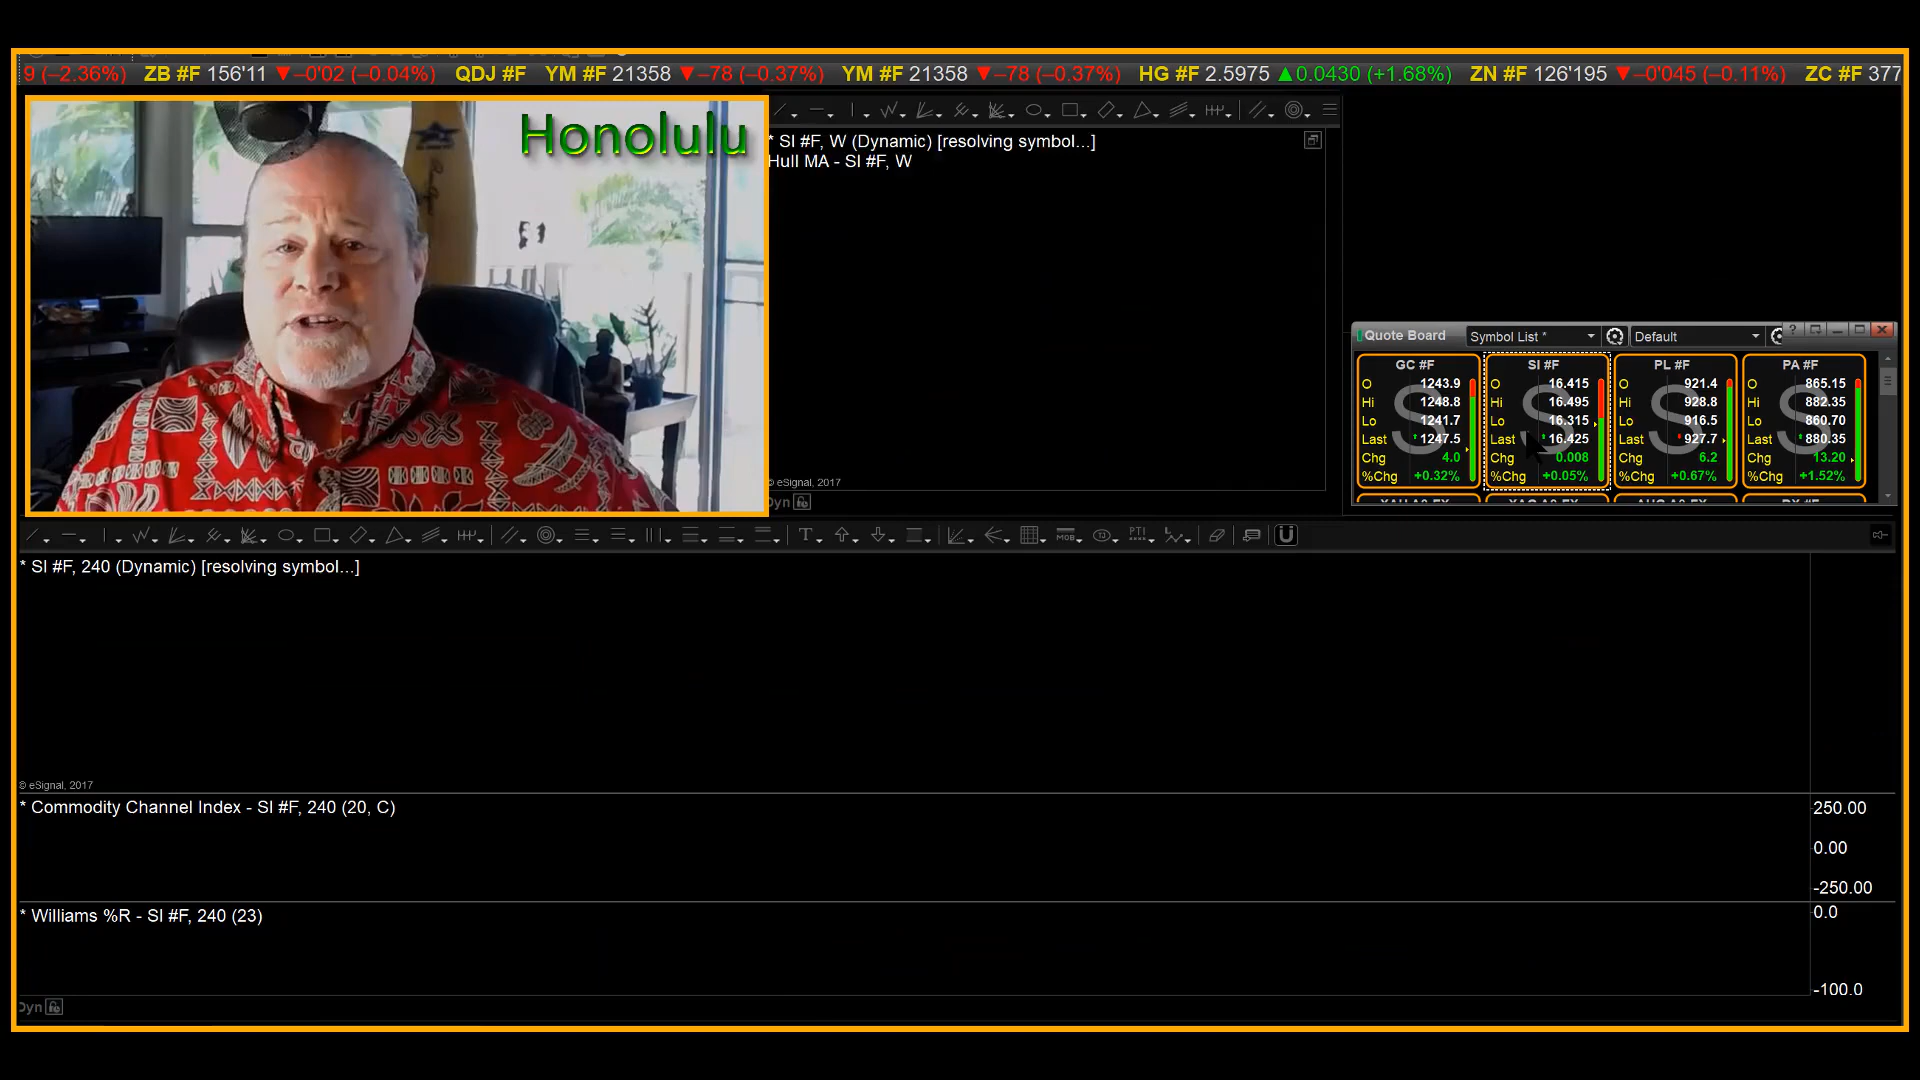 9 (−2.36%) ZB #F 156'11 ▼−0'02 (−0.04%) QDJ #F YM #F 21358 ▼−78 (−0.37%) YM #F 21358 ▼−78 (−0.37%) HG #F 2.5975 ▲0.0430 (+1.68%) ZN #F 126'195 ▼−0'045 (−0.11%) ZC #F 377
Honolulu
* SI #F, W (Dynamic) [resolving symbol...]
Hull MA - SI #F, W
© eSignal, 2017
Dyn
Quote Board Symbol List * Default
GC #F SI #F PL #F PA #F
O 1243.9 O 16.415 O 921.4 O 865.15
Hi 1248.8 Hi 16.495 Hi 928.8 Hi 882.35
Lo 1241.7 Lo 16.315 Lo 916.5 Lo 860.70
Last 1247.5 Last 16.425 Last 927.7 Last 880.35
Chg 4.0 Chg 0.008 Chg 6.2 Chg 13.20
%Chg +0.32% %Chg +0.05% %Chg +0.67% %Chg +1.52%
* SI #F, 240 (Dynamic) [resolving symbol...]
© eSignal, 2017
* Commodity Channel Index - SI #F, 240 (20, C)
250.00
0.00
-250.00
* Williams %R - SI #F, 240 (23)
0.0
-100.0
Dyn